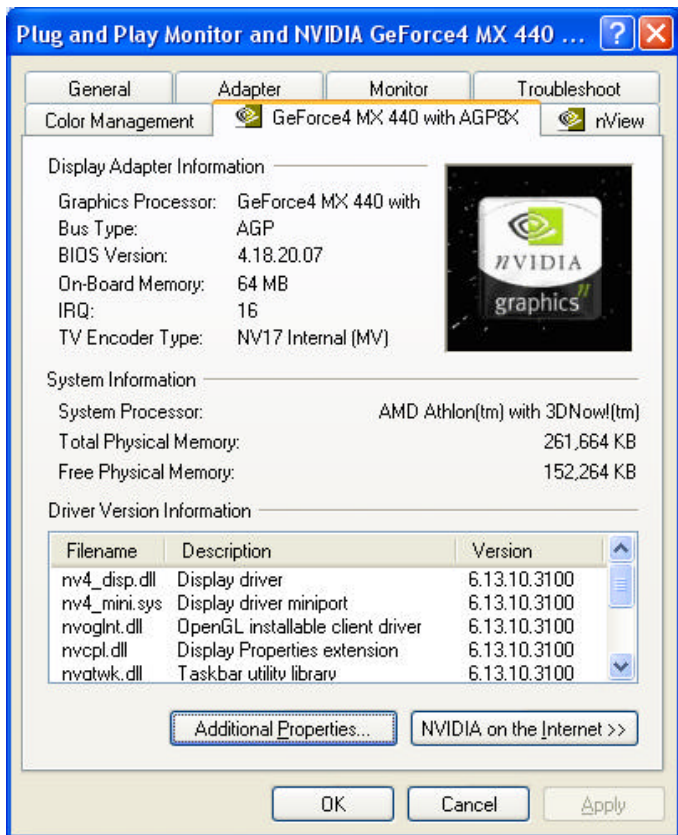 Plug and Play Monitor and NVIDIA GeForce4 MX 440 ...
General Adapter Monitor Troubleshoot
Color Management GeForce4 MX 440 with AGP8X nView
Display Adapter Information
Graphics Processor: GeForce4 MX 440 with
Bus Type: AGP
BIOS Version: 4.18.20.07
On-Board Memory: 64 MB
IRQ: 16
TV Encoder Type: NV17 Internal (MV)
nVIDIA
graphics n
System Information
System Processor: AMD Athlon(tm) with 3DNow!(tm)
Total Physical Memory: 261,664 KB
Free Physical Memory: 152,264 KB
Driver Version Information
Filename Description Version
nv4_disp.dll Display driver 6.13.10.3100
nv4_mini.sys Display driver miniport 6.13.10.3100
nvoglnt.dll OpenGL installable client driver 6.13.10.3100
nvcpl.dll Display Properties extension 6.13.10.3100
nvqtwk.dll Taskbar utility library 6.13.10.3100
Additional Properties... NVIDIA on the Internet >>
OK Cancel Apply